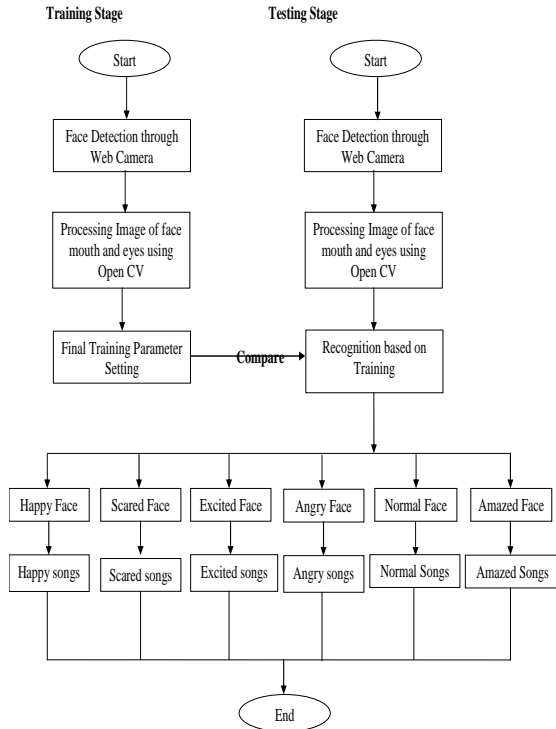 Training Stage
Testing Stage
Start
Start
Face Detection through
Web Camera
Face Detection through
Web Camera
Processing Image of face
mouth and eyes using
Open CV
Processing Image of face
mouth and eyes using
Open CV
Final Training Parameter
Setting
Compare
Recognition based on
Training
Happy Face
Scared Face
Excited Face
Angry Face
Normal Face
Amazed Face
Happy songs
Scared songs
Excited songs
Angry songs
Normal Songs
Amazed Songs
End